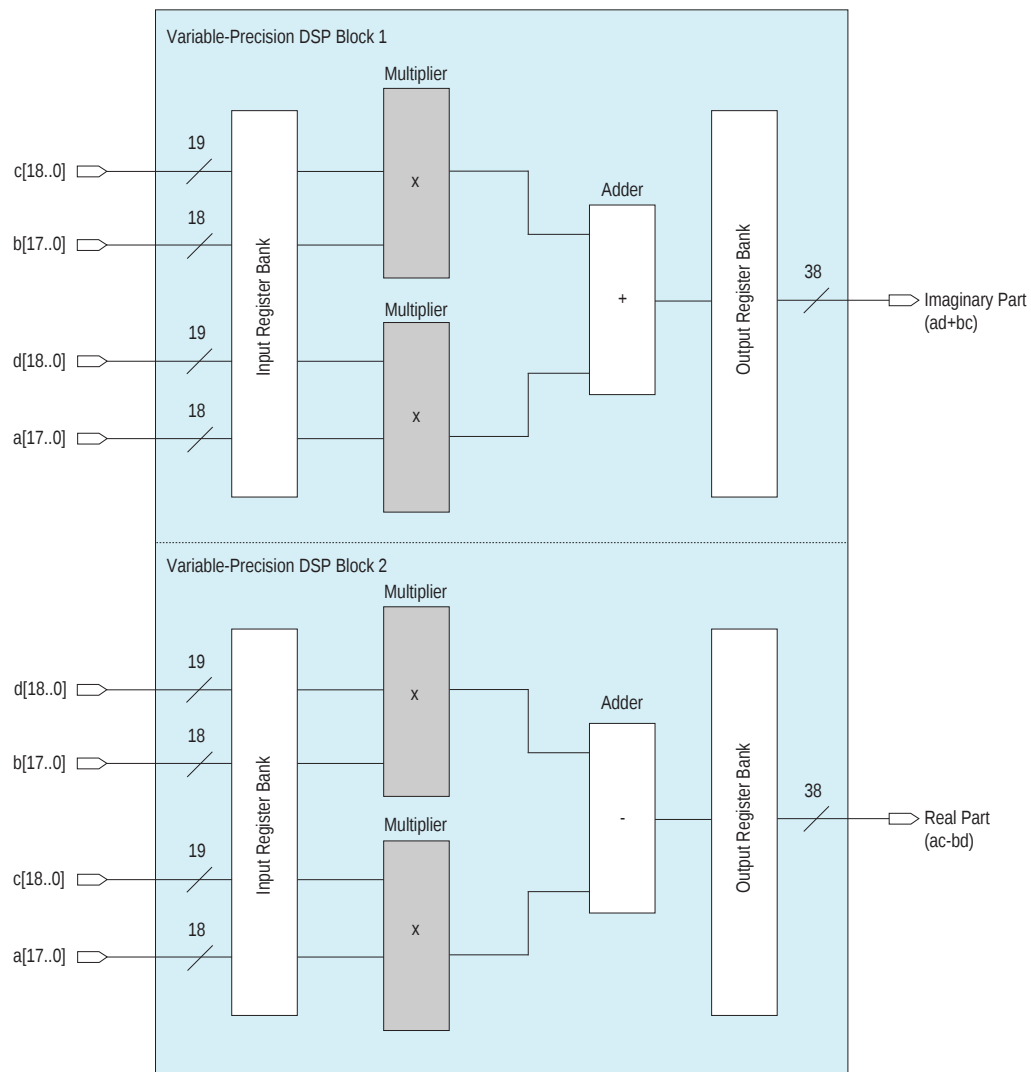 Variable-Precision DSP Block 1
Multiplier
19
c[18..0]
x
Adder
18
b[17..0]
Input Register Bank
Output Register Bank
+
38
Imaginary Part
(ad+bc)
Multiplier
19
d[18..0]
x
18
a[17..0]
Variable-Precision DSP Block 2
Multiplier
19
d[18..0]
x
Adder
18
b[17..0]
Input Register Bank
Output Register Bank
-
38
Real Part
(ac-bd)
Multiplier
19
c[18..0]
x
18
a[17..0]